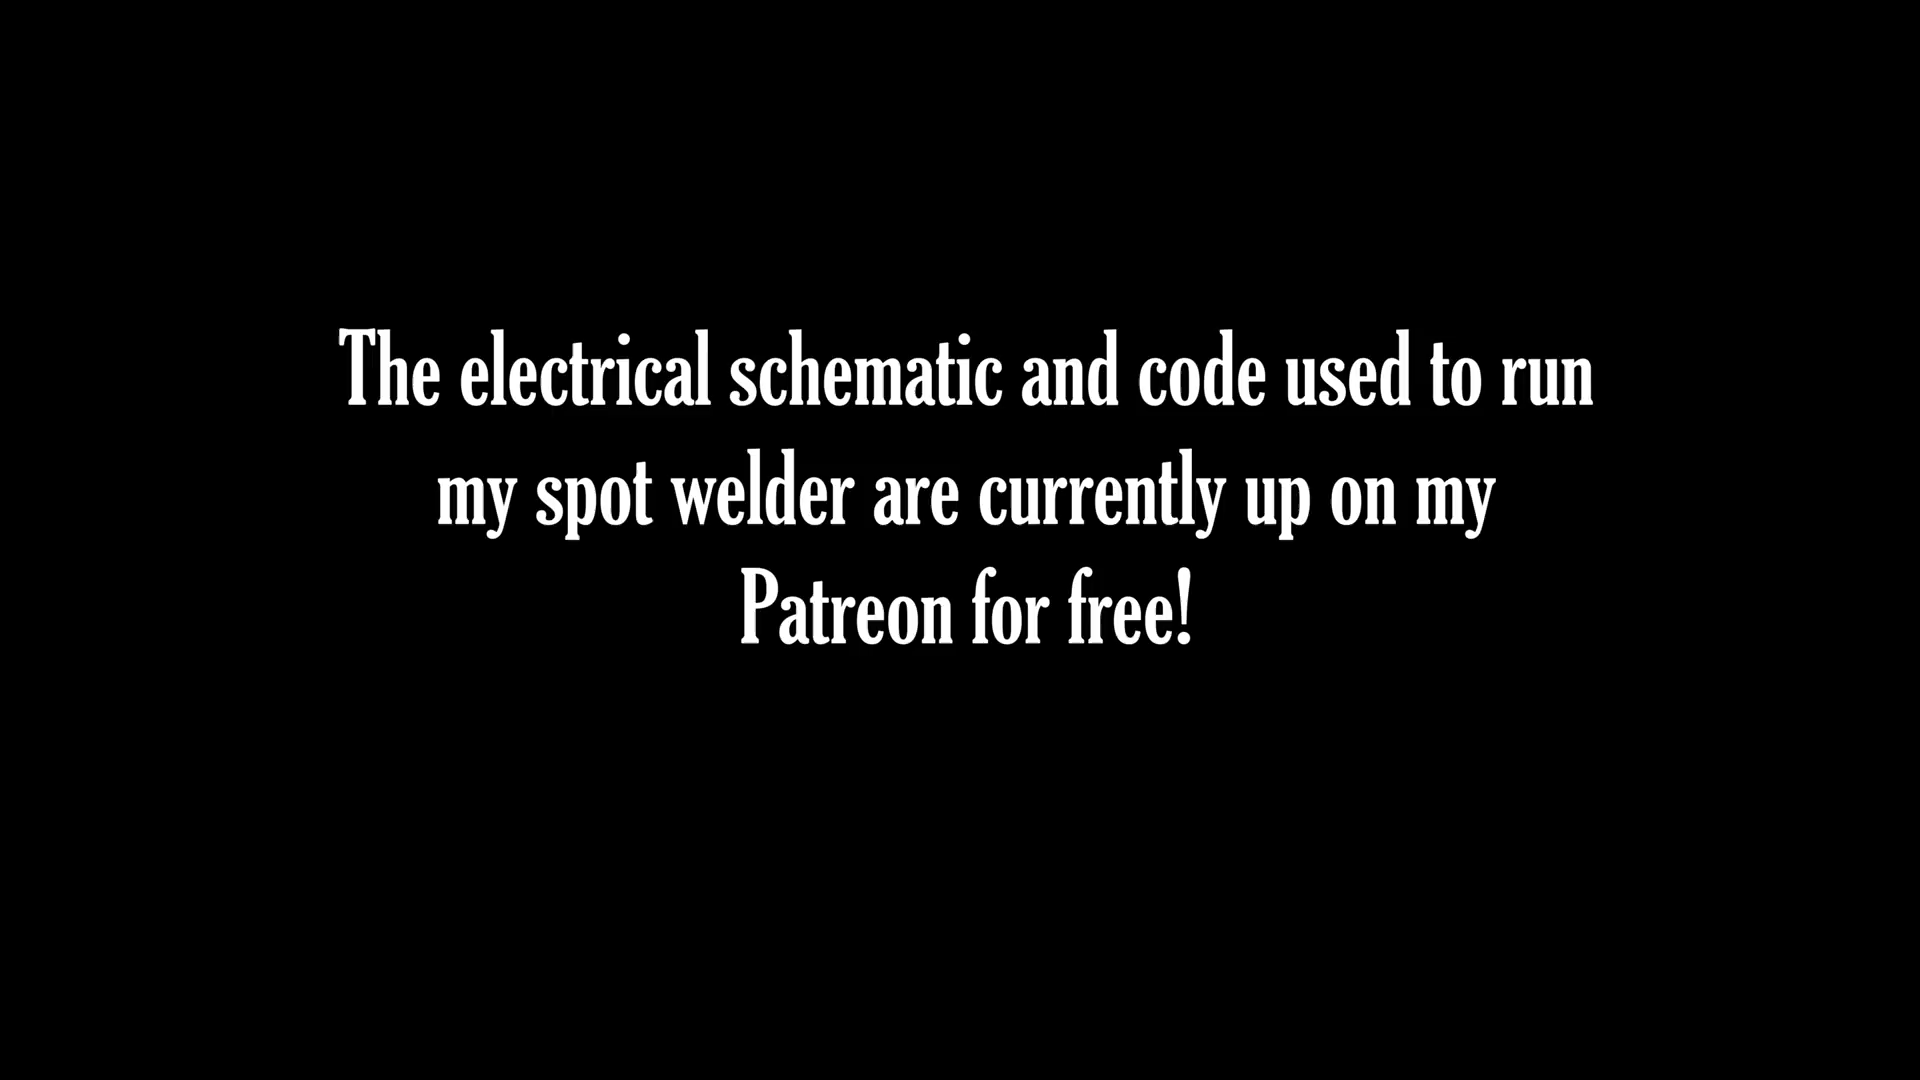 The electrical schematic and code used to run
my spot welder are currently up on my
Patreon for free!